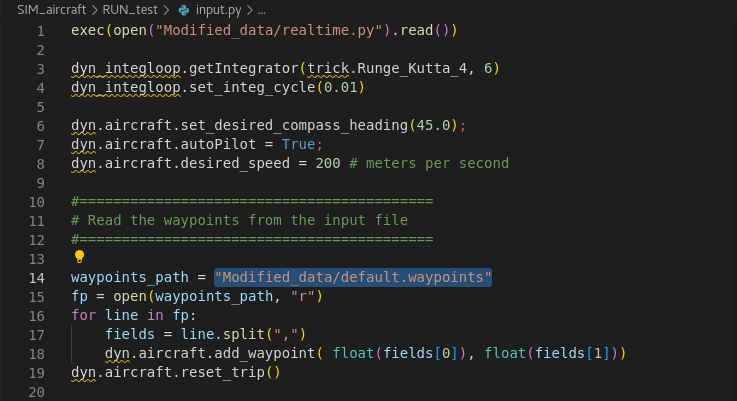 SIM_aircraft > RUN_test > input.py > ...
1 exec(open("Modified_data/realtime.py").read())
2
3 dyn_integloop.getIntegrator(trick.Runge_Kutta_4, 6)
4 dyn_integloop.set_integ_cycle(0.01)
5
6 dyn.aircraft.set_desired_compass_heading(45.0);
7 dyn.aircraft.autoPilot = True;
8 dyn.aircraft.desired_speed = 200 # meters per second
9
10 #==========================================
11 # Read the waypoints from the input file
12 #==========================================
13
14 waypoints_path = "Modified_data/default.waypoints"
15 fp = open(waypoints_path, "r")
16 for line in fp:
17     fields = line.split(",")
18     dyn.aircraft.add_waypoint( float(fields[0]), float(fields[1]))
19 dyn.aircraft.reset_trip()
20